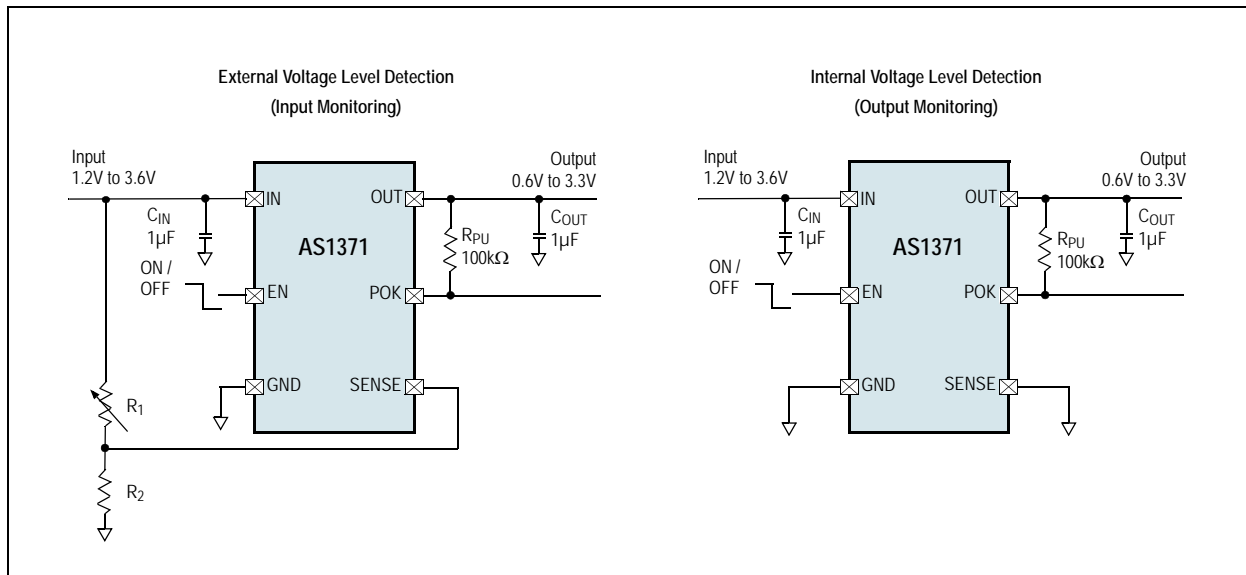 External Voltage Level Detection
(Input Monitoring)
Input
1.2V to 3.6V
Output
0.6V to 3.3V
IN
OUT
CIN
1µF
AS1371
RPU
100kΩ
COUT
1µF
ON /
OFF
EN
POK
GND
SENSE
R1
R2
Internal Voltage Level Detection
(Output Monitoring)
Input
1.2V to 3.6V
Output
0.6V to 3.3V
IN
OUT
CIN
1µF
AS1371
RPU
100kΩ
COUT
1µF
ON /
OFF
EN
POK
GND
SENSE